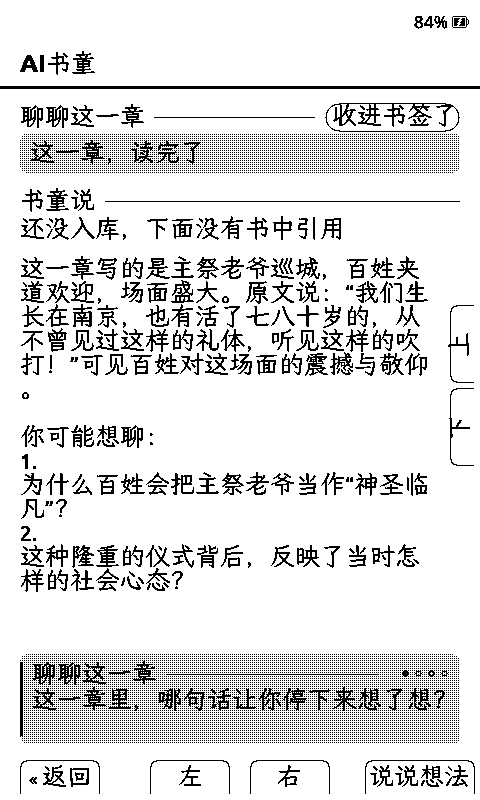 84%
AI书童
聊聊这一章
收进书签了
这一章，读完了
书童说
还没入库，下面没有书中引用
这一章写的是主祭老爷巡城，百姓夹
道欢迎，场面盛大。原文说：“我们生
长在南京，也有活了七八十岁的，从
不曾见过这样的礼体，听见这样的吹
打！”可见百姓对这场面的震撼与敬仰
。
上
下
你可能想聊：
1.
为什么百姓会把主祭老爷当作“神圣临
凡”？
2.
这种隆重的仪式背后，反映了当时怎
样的社会心态？
聊聊这一章
这一章里，哪句话让你停下来想了想？
«返回
左
右
说说想法